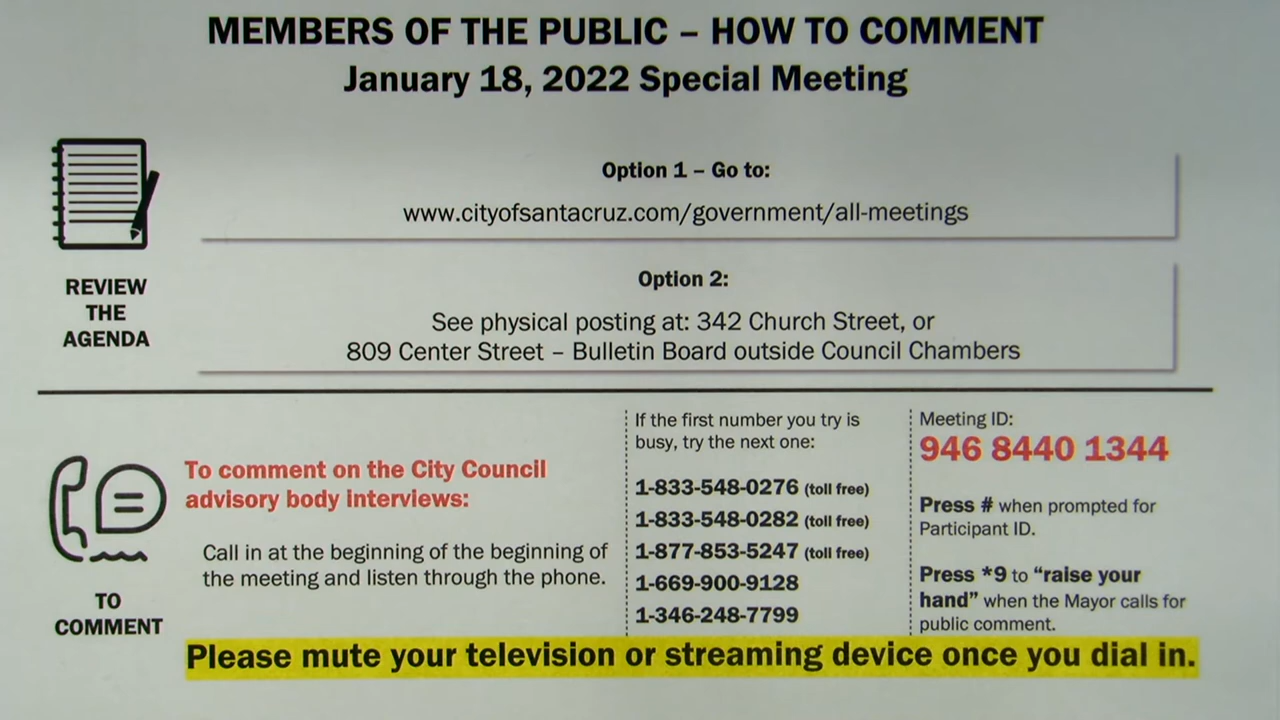 MEMBERS OF THE PUBLIC – HOW TO COMMENT
January 18, 2022 Special Meeting
Option 1 – Go to:
www.cityofsantacruz.com/government/all-meetings
REVIEW
THE
AGENDA
Option 2:
See physical posting at: 342 Church Street, or
809 Center Street – Bulletin Board outside Council Chambers
TO
COMMENT
To comment on the City Council
advisory body interviews:
Call in at the beginning of the beginning of
the meeting and listen through the phone.
If the first number you try is
busy, try the next one:
1-833-548-0276 (toll free)
1-833-548-0282 (toll free)
1-877-853-5247 (toll free)
1-669-900-9128
1-346-248-7799
Meeting ID:
946 8440 1344
Press # when prompted for
Participant ID.
Press *9 to “raise your
hand” when the Mayor calls for
public comment.
Please mute your television or streaming device once you dial in.